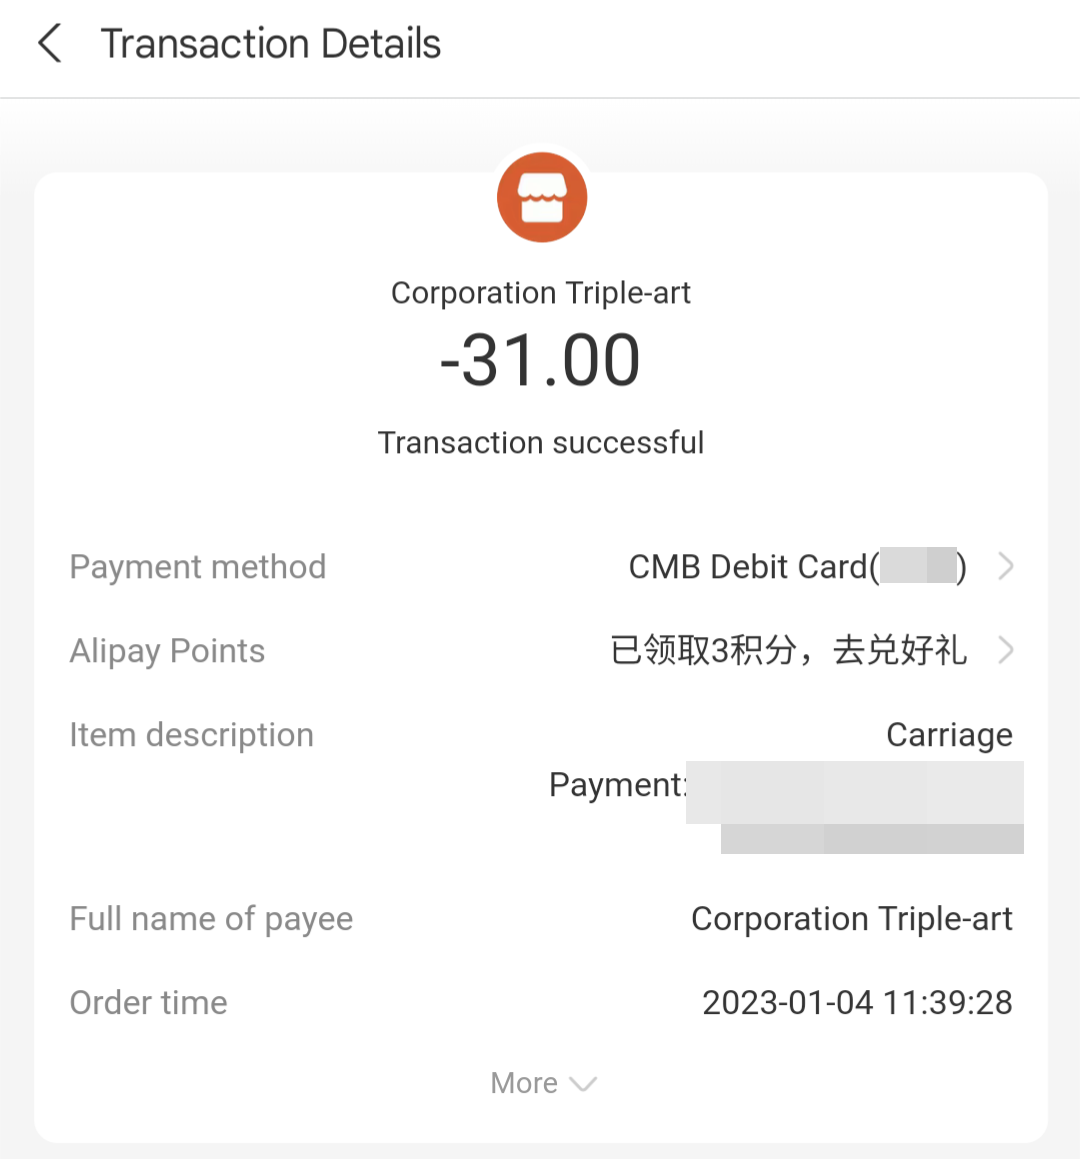 Transaction Details
Corporation Triple-art
-31.00
Transaction successful
Payment method CMB Debit Card( )
Alipay Points 已领取3积分，去兑好礼
Item description Carriage
Payment:
Full name of payee Corporation Triple-art
Order time 2023-01-04 11:39:28
More